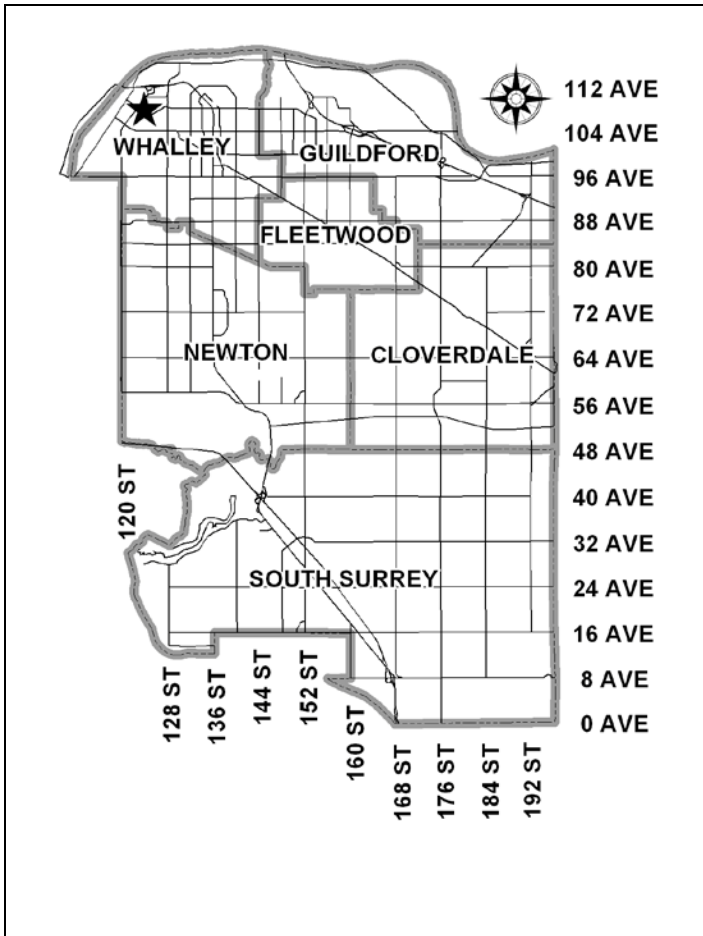 112 AVE
104 AVE
WHALLEY
GUILDFORD
96 AVE
88 AVE
FLEETWOOD
80 AVE
72 AVE
NEWTON
CLOVERDALE
64 AVE
56 AVE
48 AVE
120 ST
40 AVE
32 AVE
SOUTH SURREY
24 AVE
16 AVE
8 AVE
0 AVE
128 ST
136 ST
144 ST
152 ST
160 ST
168 ST
176 ST
184 ST
192 ST